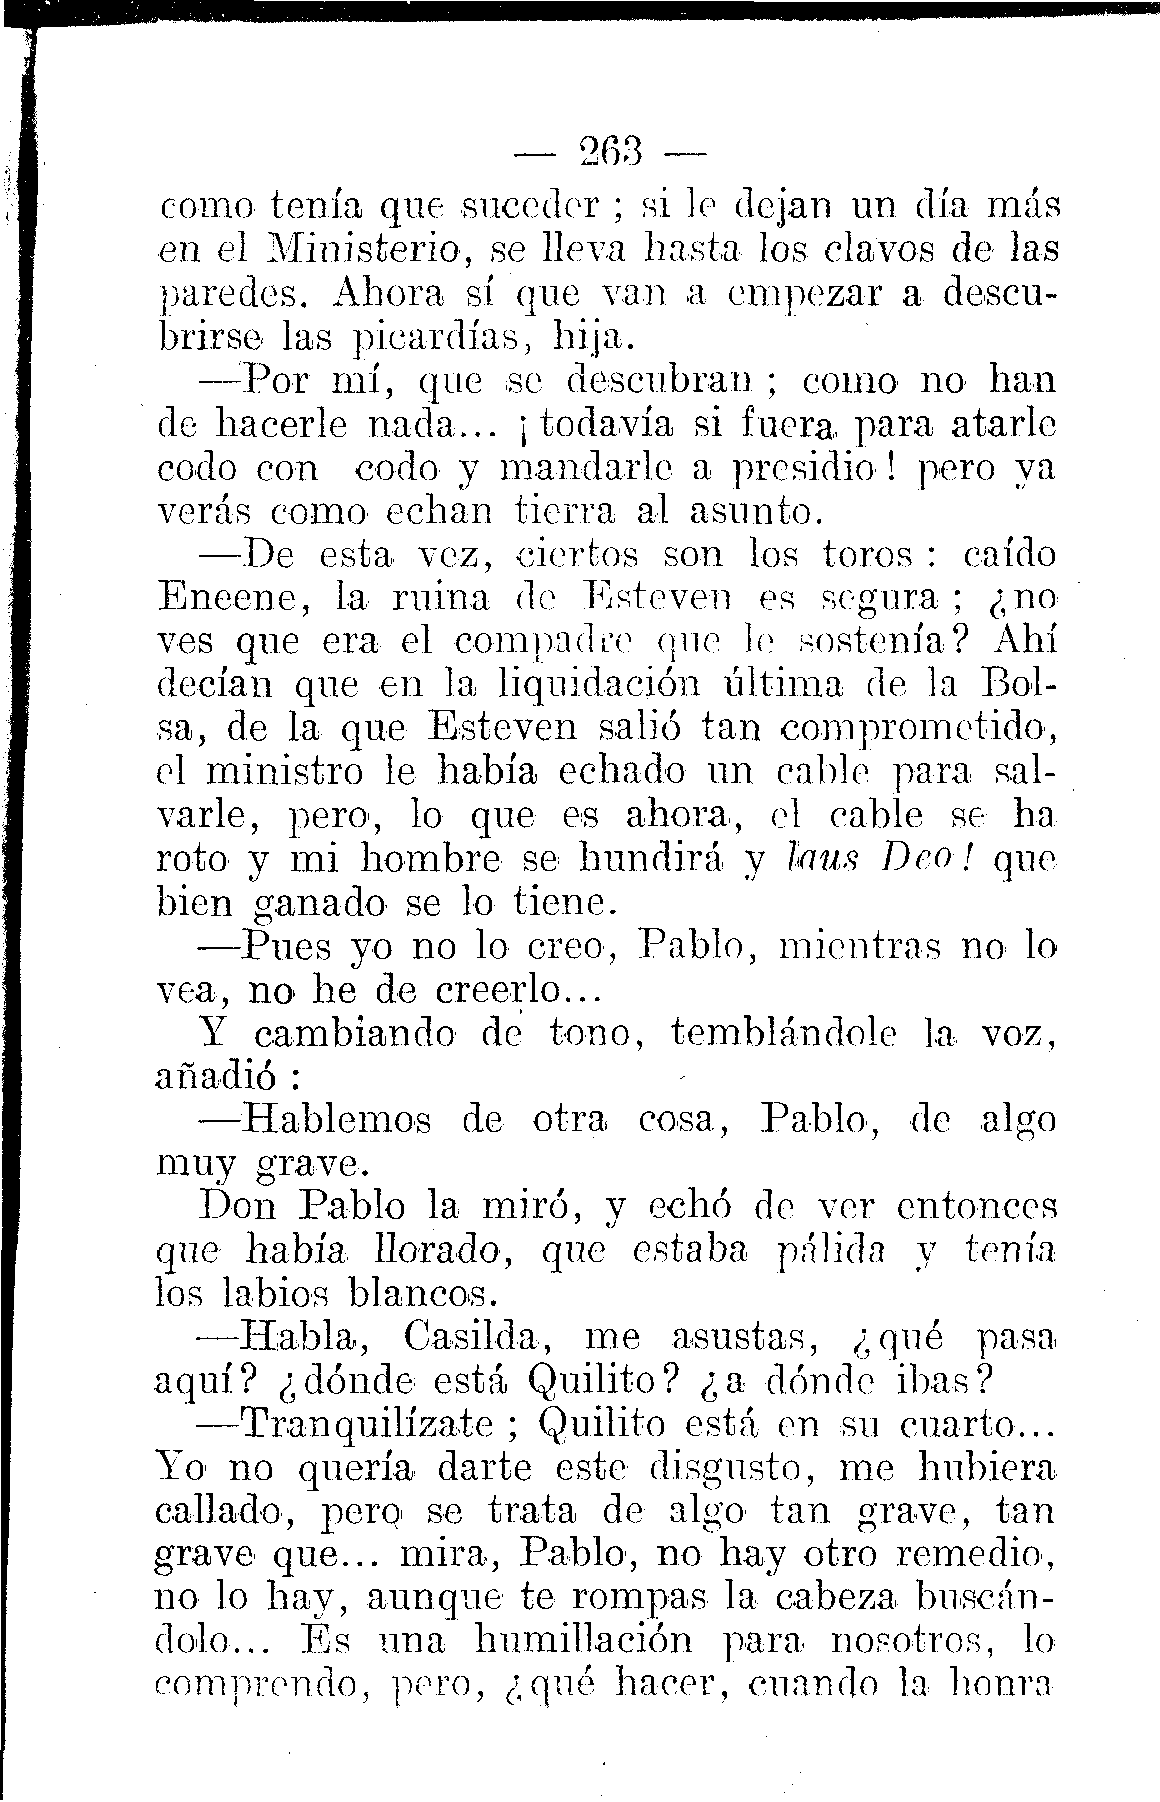 — 263 —
como tenía que suceder ; si le dejan un día más
en el Ministerio, se lleva hasta los clavos de las
paredes. Ahora sí que van a empezar a descu-
brirse las picardías, hija.
—Por mí, que se descubran ; como no han
de hacerle nada... ¡todavía si fuera para atarle
codo con codo y mandarle a presidio! pero ya
verás como echan tierra al asunto.
—De esta vez, ciertos son los toros : caído
Eneene, la ruina de Esteven es segura ; ¿no
ves que era el compadre que le sostenía? Ahí
decían que en la liquidación última de la Bol-
sa, de la que Esteven salió tan comprometido,
el ministro le había echado un cable para sal-
varle, pero, lo que es ahora, el cable se ha
roto y mi hombre se hundirá y laus Deo! que
bien ganado se lo tiene.
—Pues yo no lo creo, Pablo, mientras no lo
vea, no he de creerlo...
Y cambiando de tono, temblándole la voz,
añadió :
—Hablemos de otra cosa, Pablo, de algo
muy grave.
Don Pablo la miró, y echó de ver entonces
que había llorado, que estaba pálida y tenía
los labios blancos.
—Habla, Casilda, me asustas, ¿qué pasa
aquí? ¿dónde está Quilito? ¿a dónde ibas?
—Tranquilízate ; Quilito está en su cuarto...
Yo no quería darte este disgusto, me hubiera
callado, pero se trata de algo tan grave, tan
grave que... mira, Pablo, no hay otro remedio,
no lo hay, aunque te rompas la cabeza buscán-
dolo... Es una humillación para nosotros, lo
comprendo, pero, ¿qué hacer, cuando la honra